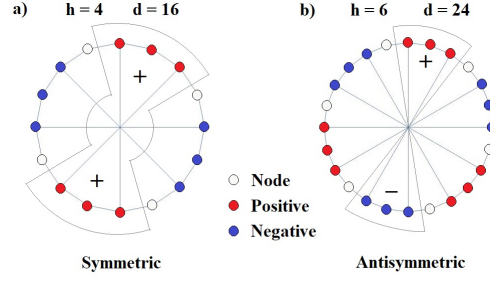 a) h = 4 d = 16
b) h = 6 d = 24
+
+
+
−
Node
Positive
Negative
Symmetric
Antisymmetric